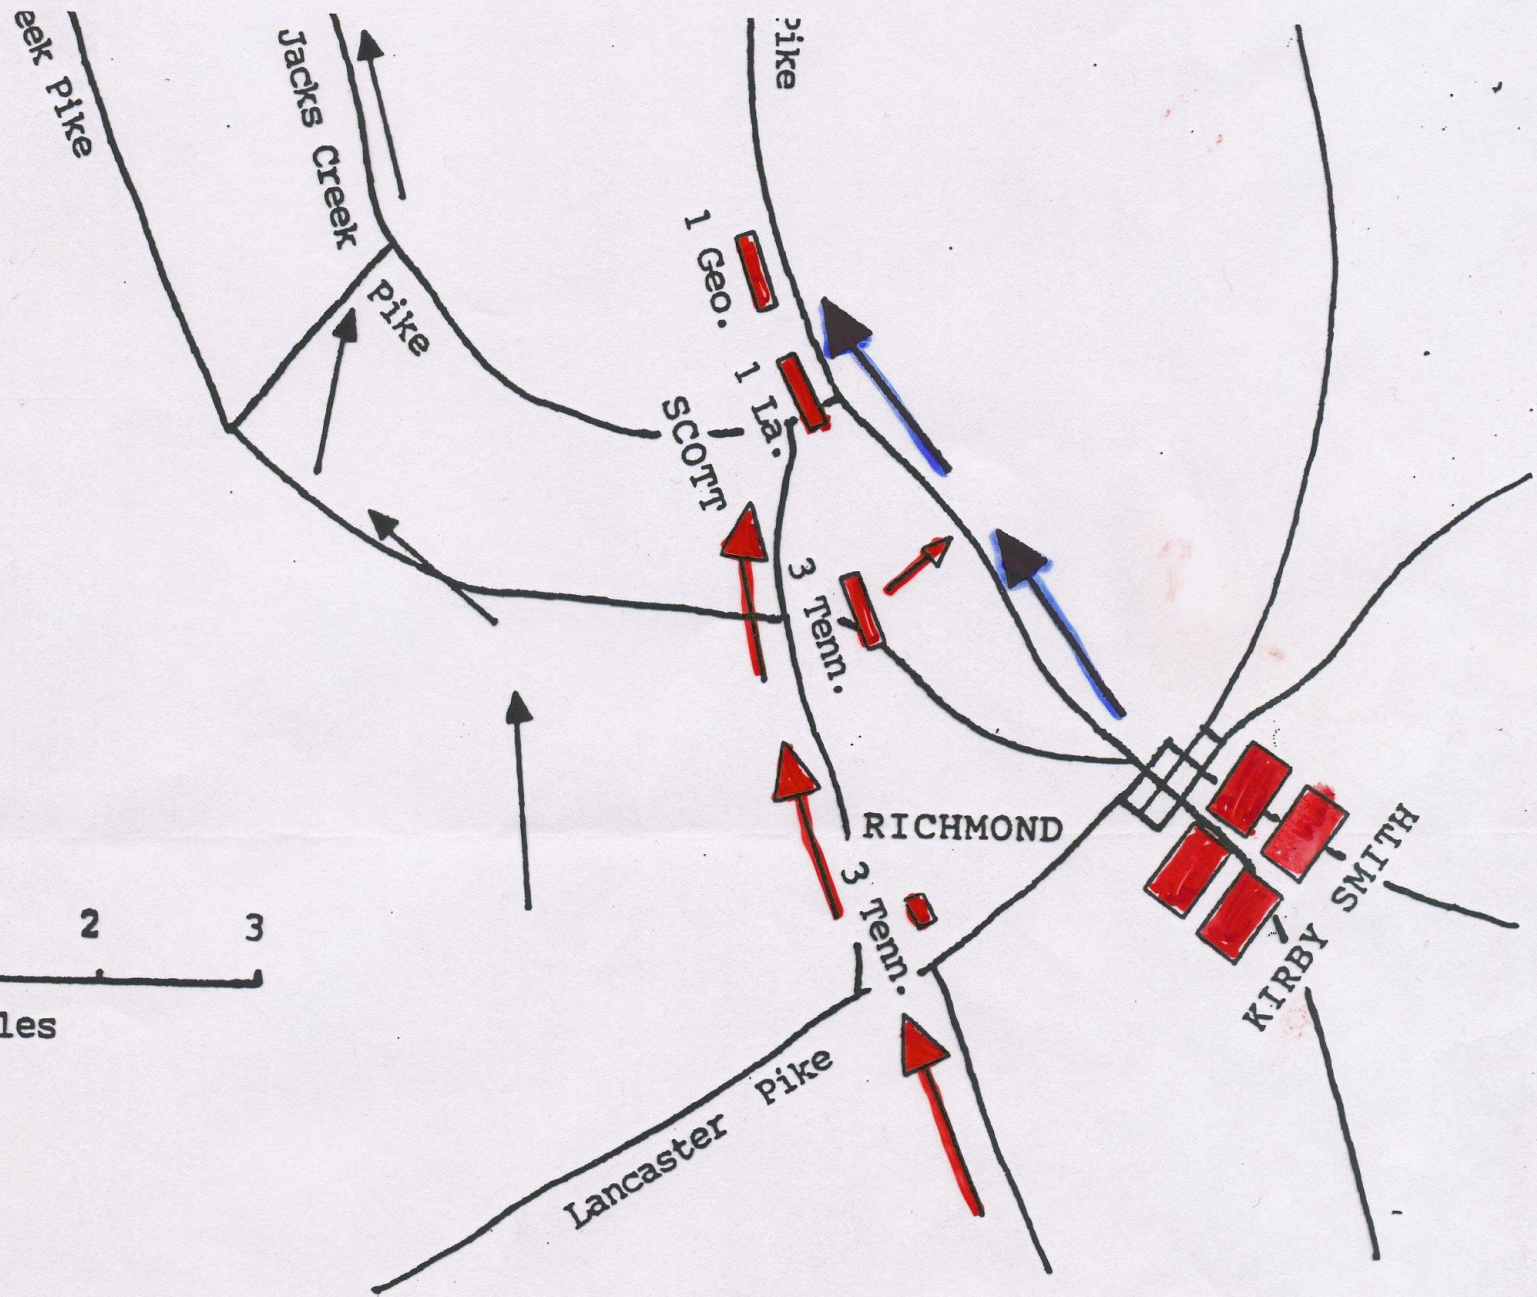 eek Pike
Jacks Creek
Pike
Pike
1 Geo.
1 La.
SCOTT
3 Tenn.
RICHMOND
3 Tenn.
KIRBY SMITH
2 3
les
Lancaster Pike